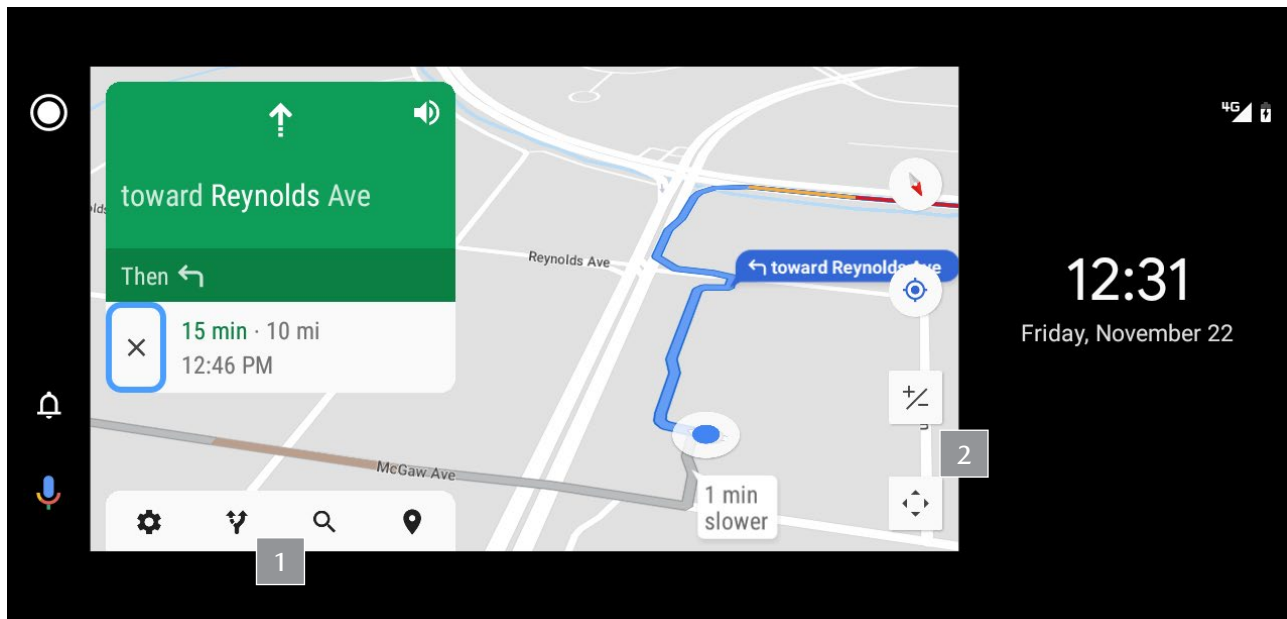 4G
toward Reynolds Ave
Then
15 min · 10 mi
12:46 PM
Reynolds Ave
toward Reynolds Ave
McGaw Ave
1 min
slower
12:31
Friday, November 22
1
2